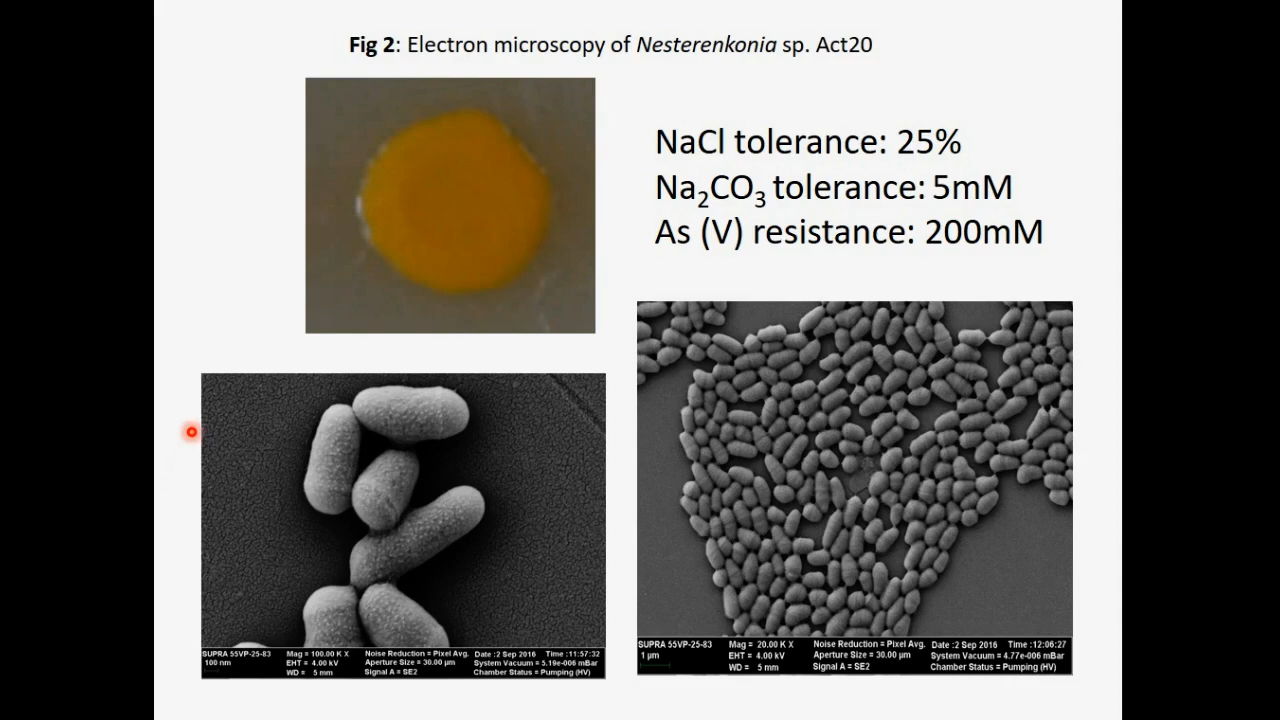 Fig 2: Electron microscopy of Nesterenkonia sp. Act20
NaCl tolerance: 25%
Na₂CO₃ tolerance: 5mM
As (V) resistance: 200mM
SUPRA 55VP-25-83
100 nm
Mag = 100.00 K X
EHT = 4.00 kV
WD = 5 mm
Noise Reduction = Pixel Avg.
Aperture Size = 30.00 µm
Signal A = SE2
Date :2 Sep 2016 Time :11:57:32
System Vacuum = 5.19e-006 mBar
Chamber Status = Pumping (HV)
SUPRA 55VP-25-83
1 µm
Mag = 20.00 K X
EHT = 4.00 kV
WD = 5 mm
Noise Reduction = Pixel Avg.
Aperture Size = 30.00 µm
Signal A = SE2
Date :2 Sep 2016 Time :12:06:27
System Vacuum = 4.77e-006 mBar
Chamber Status = Pumping (HV)